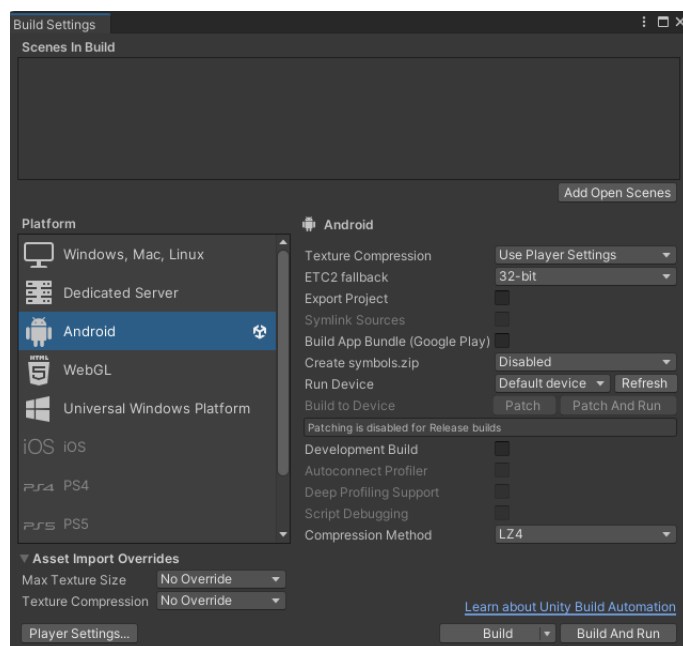 Build Settings
Scenes In Build
Add Open Scenes
Platform
Windows, Mac, Linux
Dedicated Server
Android
HTML
5
WebGL
Universal Windows Platform
iOS iOS
PS4 PS4
PS5 PS5
Android
Texture Compression Use Player Settings
ETC2 fallback 32-bit
Export Project
Symlink Sources
Build App Bundle (Google Play)
Create symbols.zip Disabled
Run Device Default device Refresh
Build to Device Patch Patch And Run
Patching is disabled for Release builds
Development Build
Autoconnect Profiler
Deep Profiling Support
Script Debugging
Compression Method LZ4
Asset Import Overrides
Max Texture Size No Override
Texture Compression No Override
Learn about Unity Build Automation
Player Settings... Build Build And Run